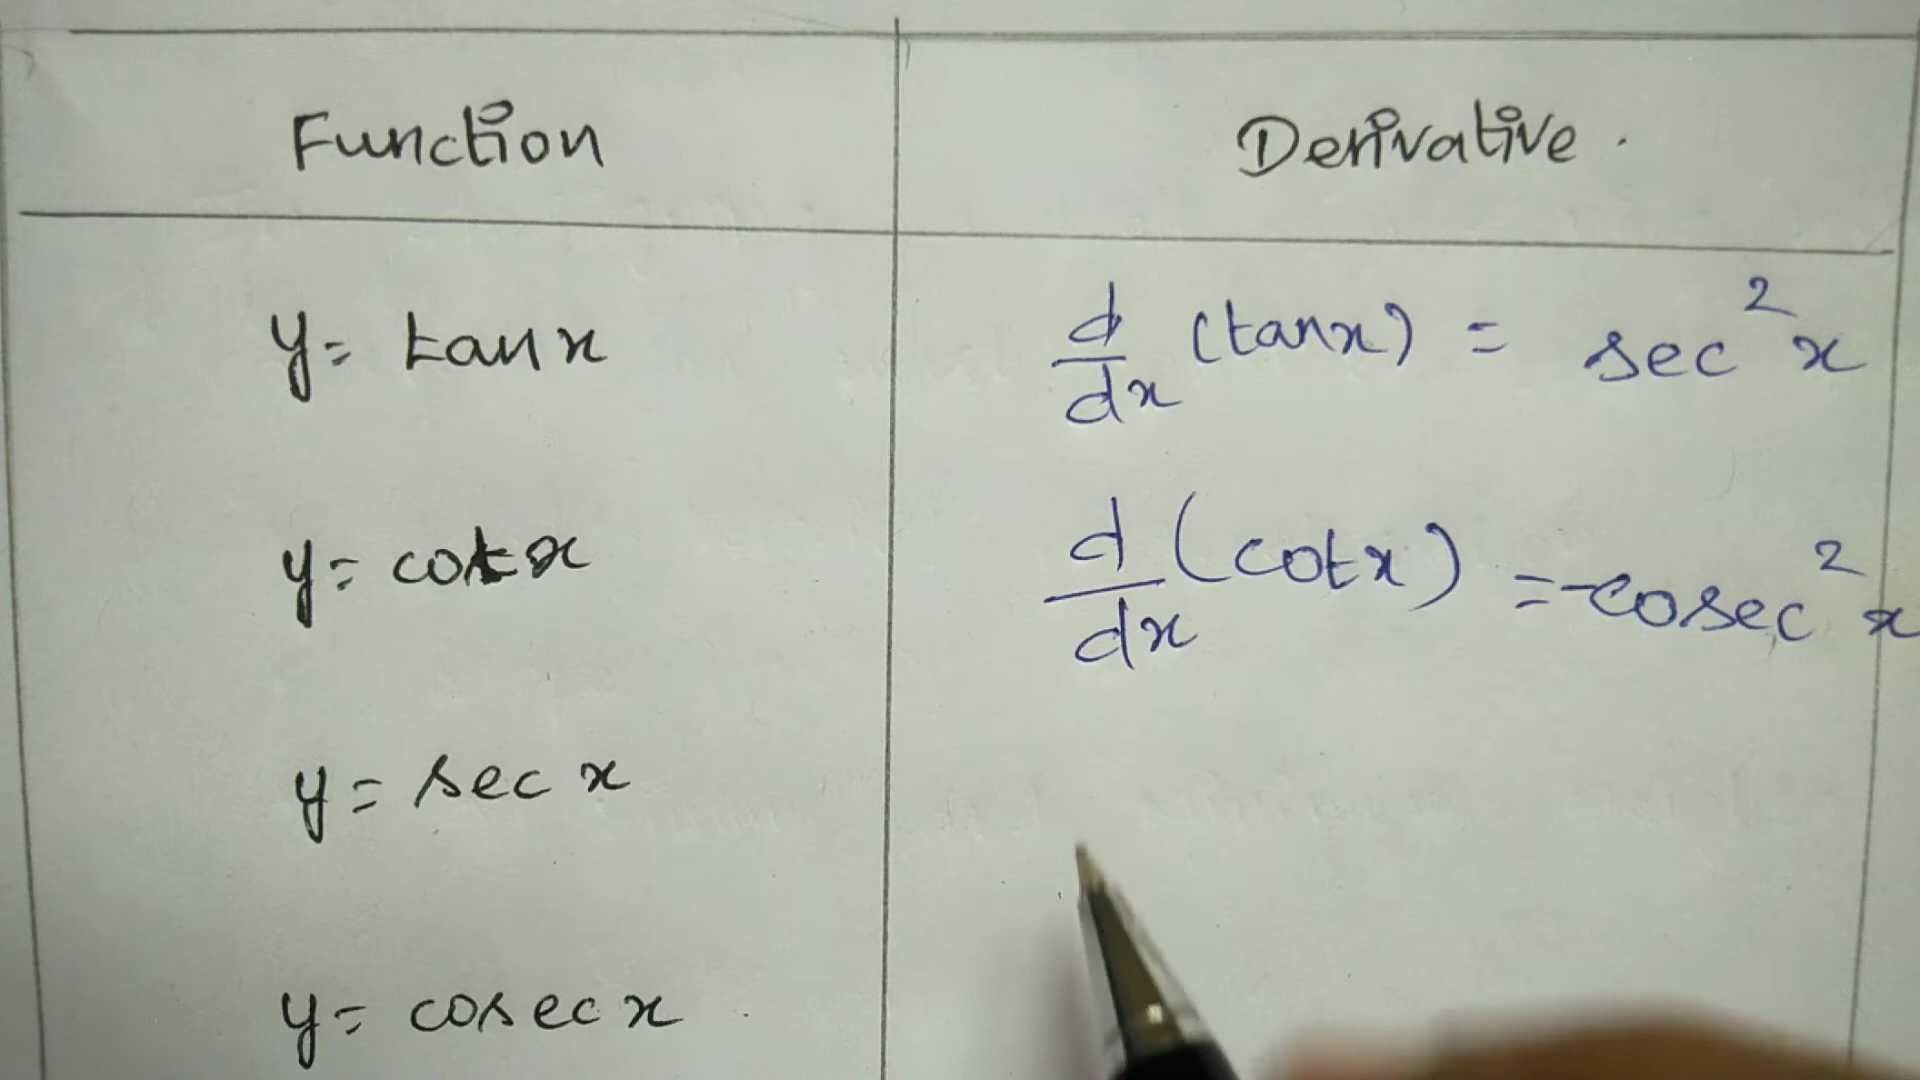 Function Derivative.
y = tan x d/dx (tan x) = sec² x
y = cot x d/dx (cot x) = -cosec² x
y = sec x
y = cosec x